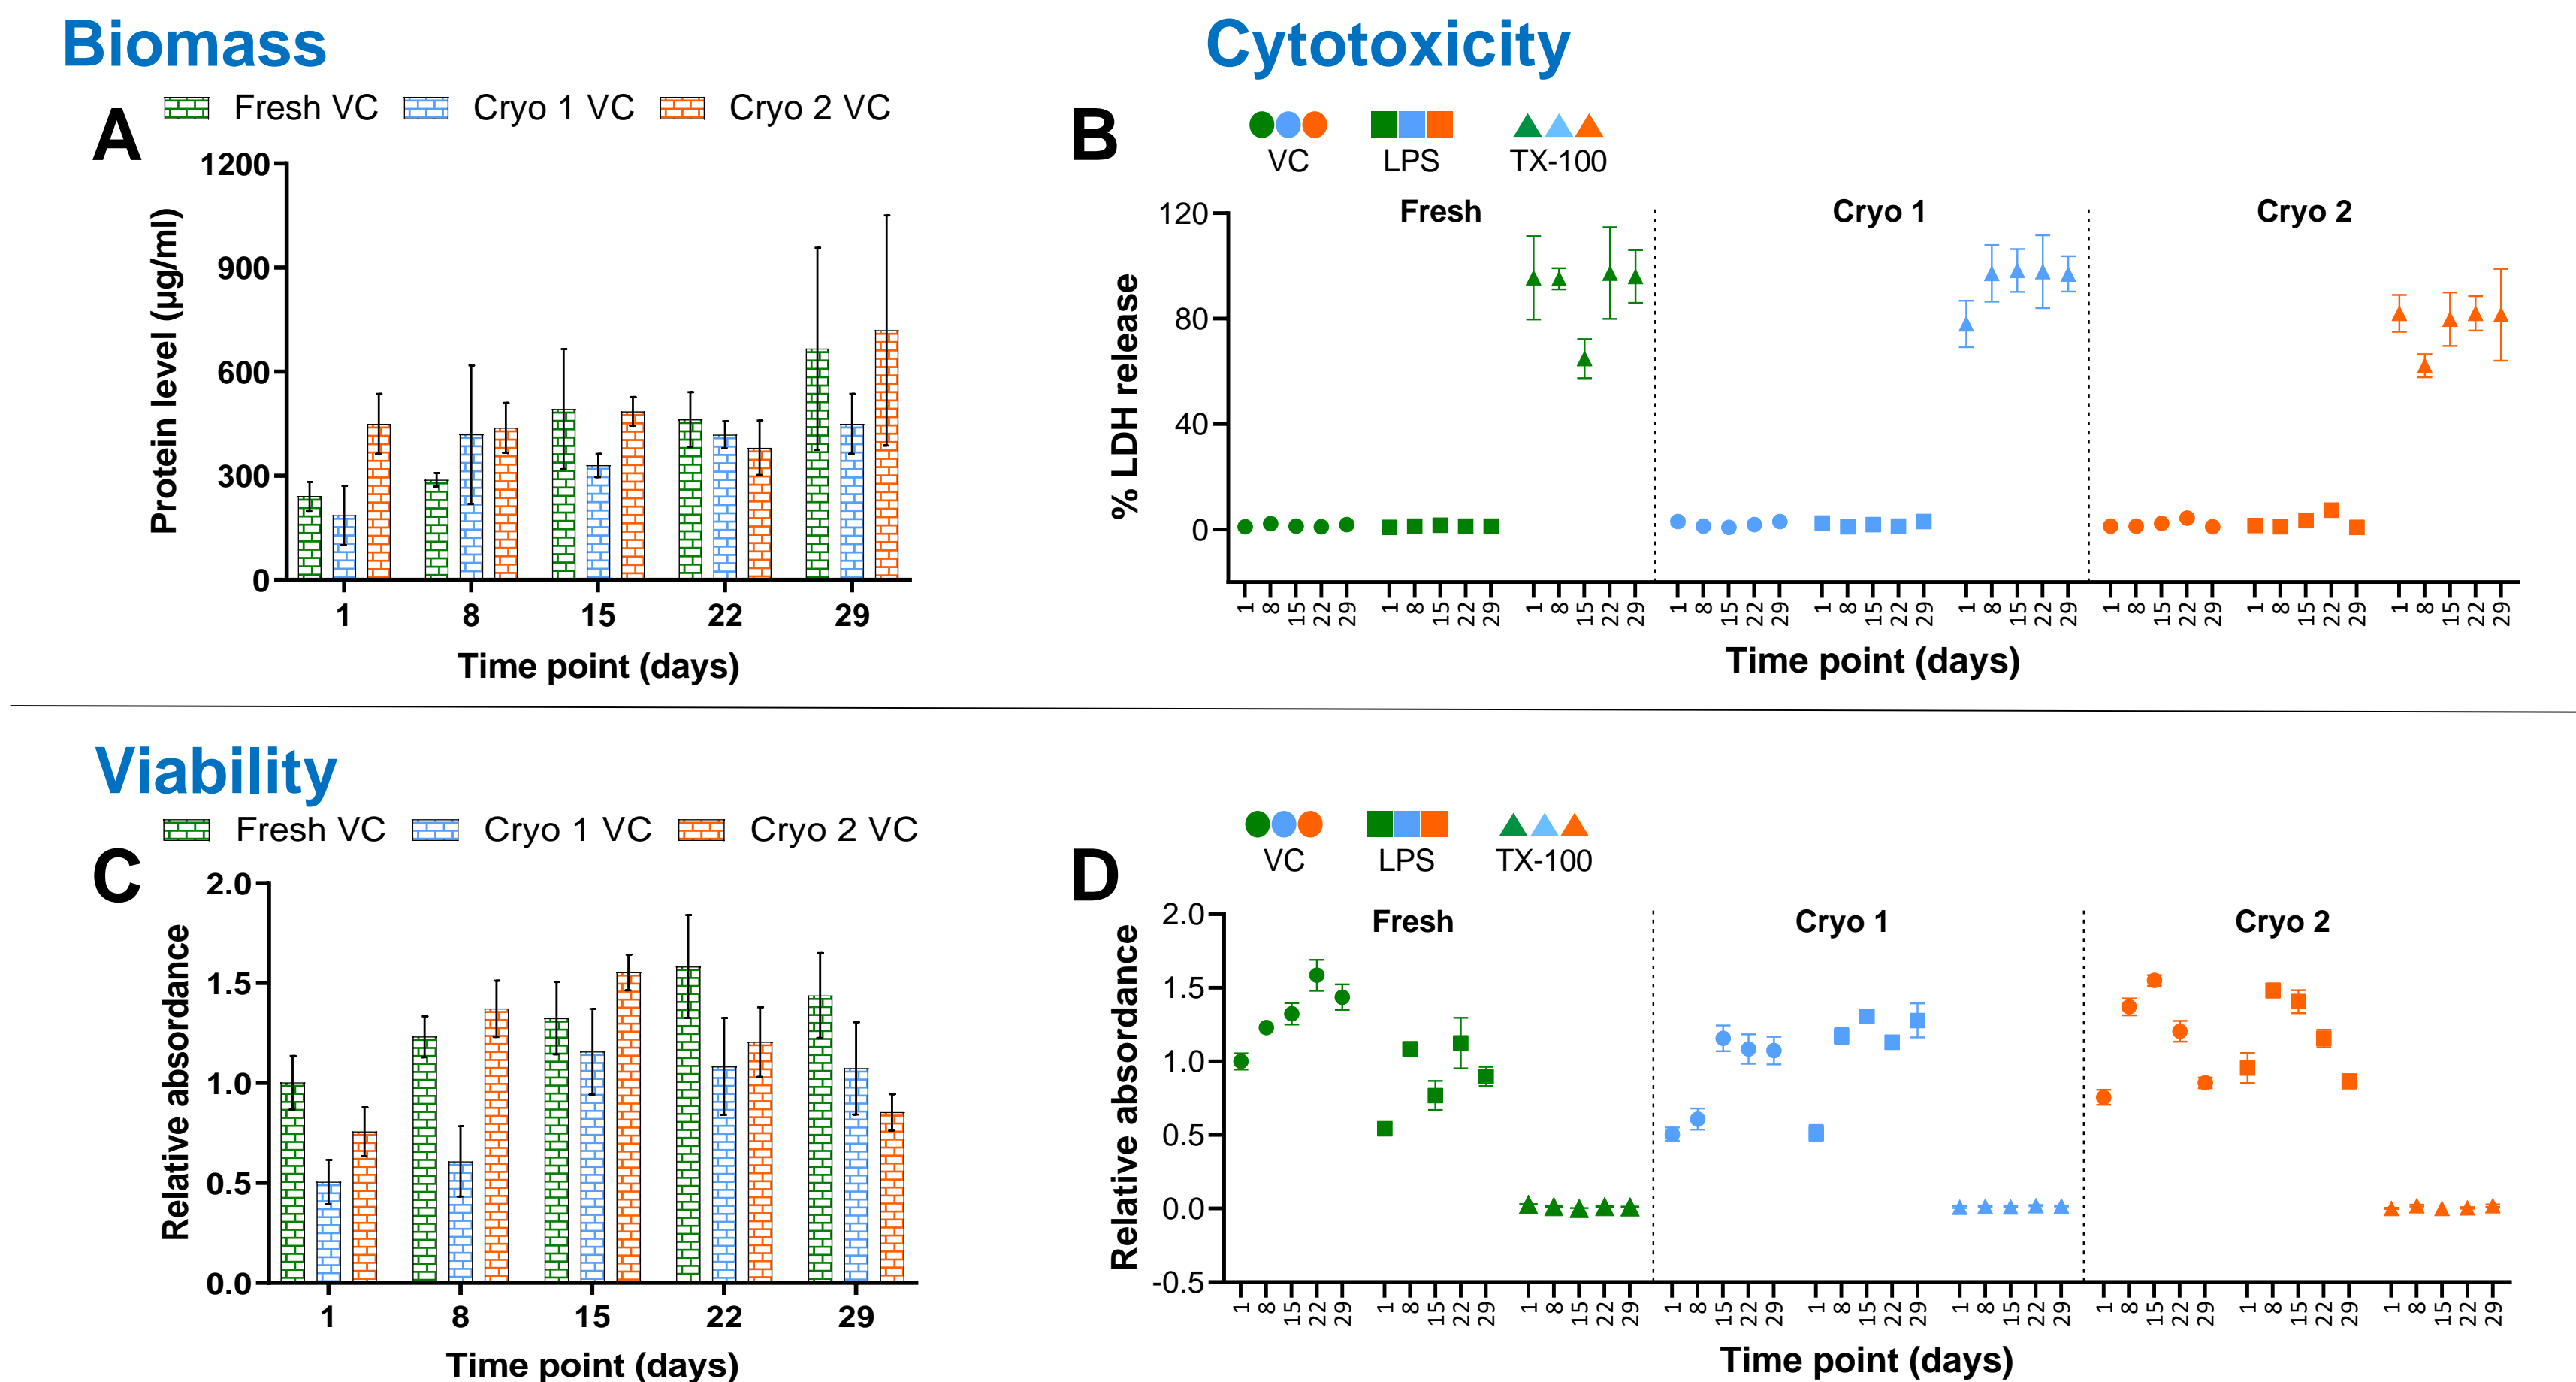 Biomass
A
Fresh VC Cryo 1 VC Cryo 2 VC
Protein level (µg/ml)
1200
900
600
300
0
1 8 15 22 29
Time point (days)
Cytotoxicity
B
VC LPS TX-100
% LDH release
120
80
40
0
Fresh Cryo 1 Cryo 2
1 8 15 22 29 1 8 15 22 29 1 8 15 22 29 1 8 15 22 29 1 8 15 22 29 1 8 15 22 29 1 8 15 22 29 1 8 15 22 29 1 8 15 22 29
Time point (days)
Viability
C
Fresh VC Cryo 1 VC Cryo 2 VC
Relative absordance
2.0
1.5
1.0
0.5
0.0
1 8 15 22 29
Time point (days)
D
VC LPS TX-100
Relative absordance
2.0
1.5
1.0
0.5
0.0
-0.5
Fresh Cryo 1 Cryo 2
1 8 15 22 29 1 8 15 22 29 1 8 15 22 29 1 8 15 22 29 1 8 15 22 29 1 8 15 22 29 1 8 15 22 29 1 8 15 22 29 1 8 15 22 29
Time point (days)